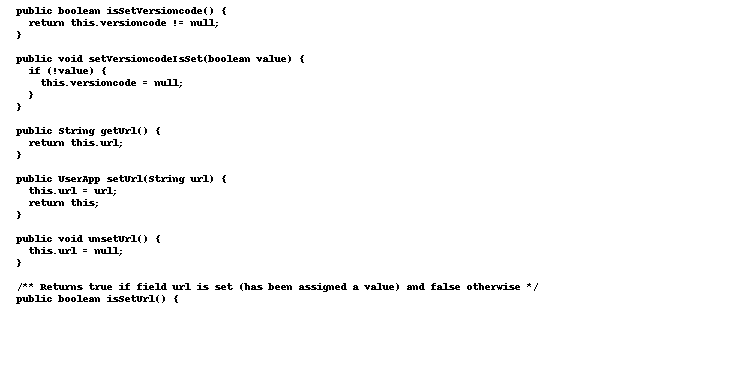 public boolean isSetVersioncode() {
return this.versioncode != null;
}
public void setVersioncodeIsSet(boolean value) {
if (!value) {
this.versioncode = null;
}
}
public String getUrl() {
return this.url;
}
public UserApp setUrl(String url) {
this.url = url;
return this;
}
public void unsetUrl() {
this.url = null;
}
/** Returns true if field url is set (has been assigned a value) and false otherwise */
public boolean isSetUrl() {